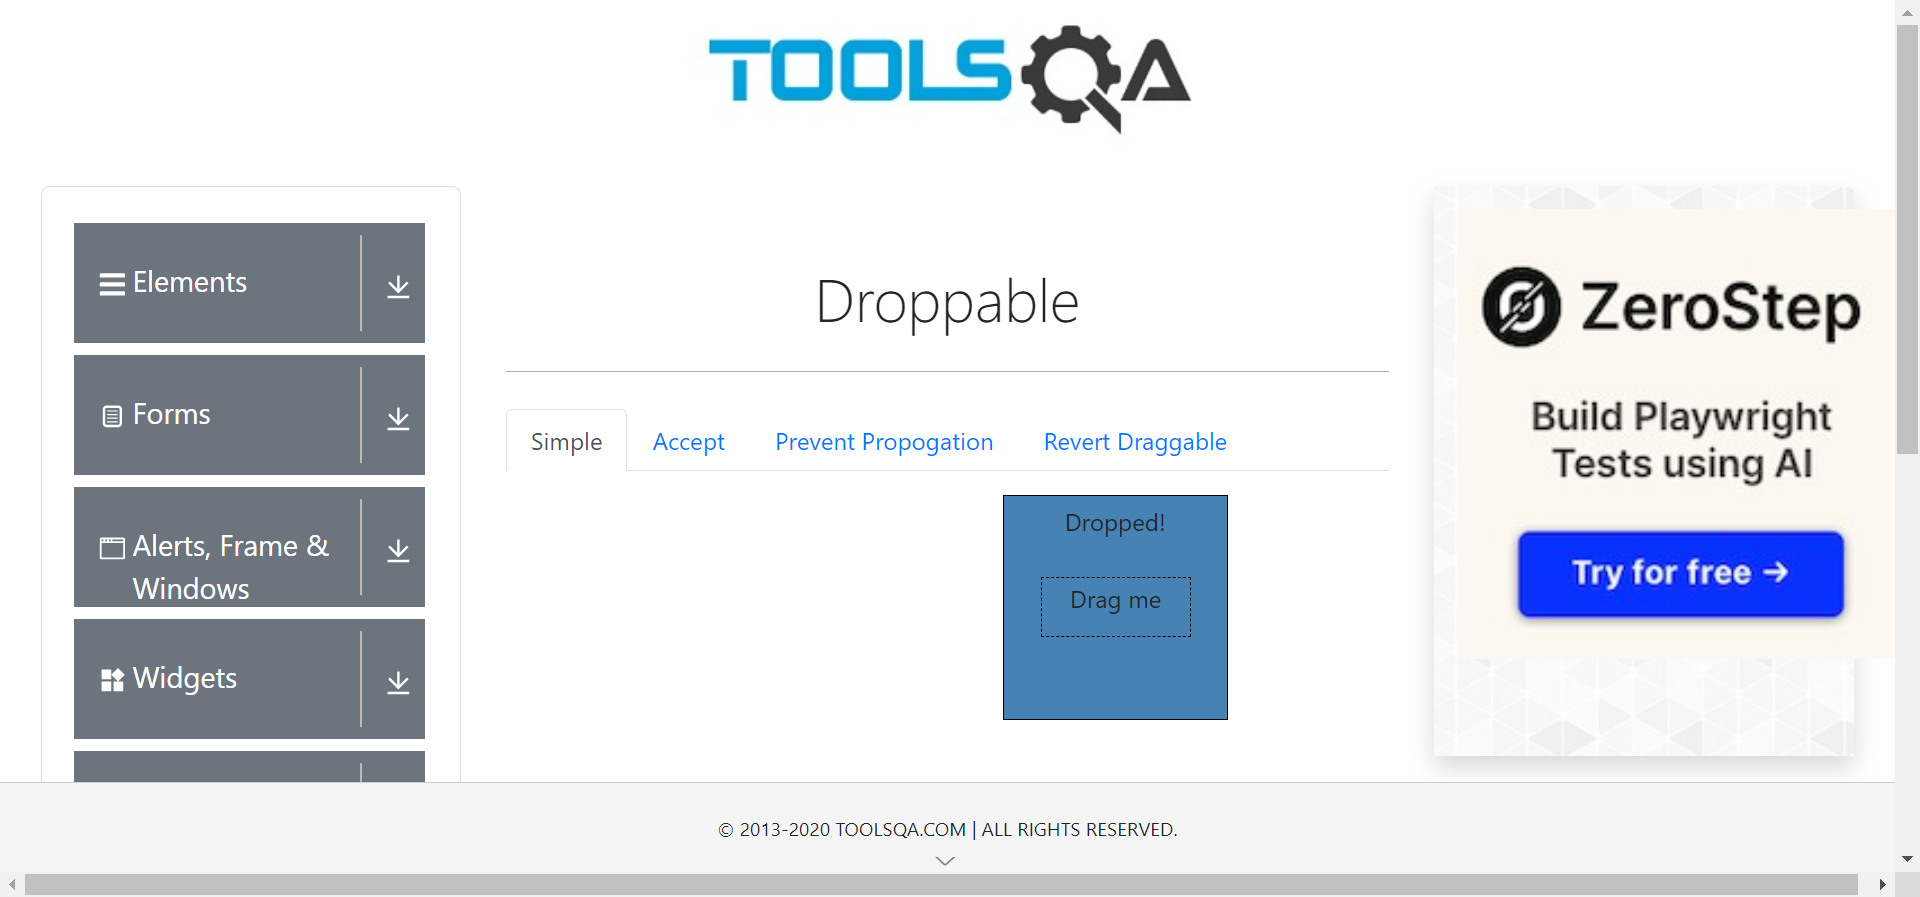 TOOLSQA
Elements
Forms
Alerts, Frame &
Windows
Widgets
Droppable
Simple Accept Prevent Propogation Revert Draggable
Dropped!
Drag me
ZeroStep
Build Playwright
Tests using AI
Try for free →
© 2013-2020 TOOLSQA.COM | ALL RIGHTS RESERVED.